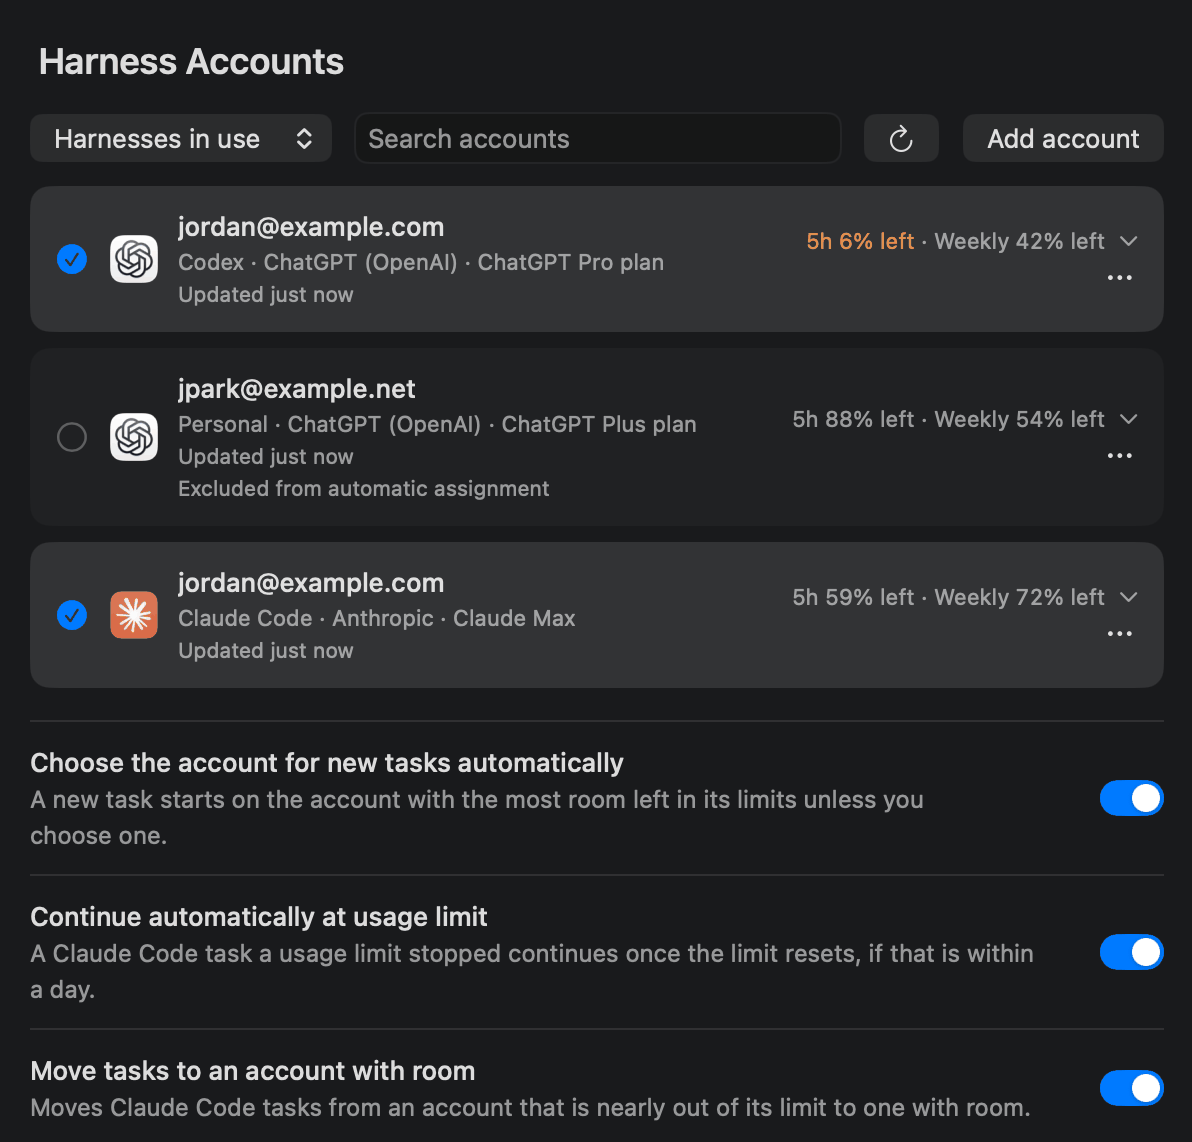 Harness Accounts
Harnesses in use
Search accounts
Add account
jordan@example.com
Codex · ChatGPT (OpenAI) · ChatGPT Pro plan
Updated just now
5h 6% left · Weekly 42% left
jpark@example.net
Personal · ChatGPT (OpenAI) · ChatGPT Plus plan
Updated just now
Excluded from automatic assignment
5h 88% left · Weekly 54% left
jordan@example.com
Claude Code · Anthropic · Claude Max
Updated just now
5h 59% left · Weekly 72% left
Choose the account for new tasks automatically
A new task starts on the account with the most room left in its limits unless you
choose one.
Continue automatically at usage limit
A Claude Code task a usage limit stopped continues once the limit resets, if that is within
a day.
Move tasks to an account with room
Moves Claude Code tasks from an account that is nearly out of its limit to one with room.